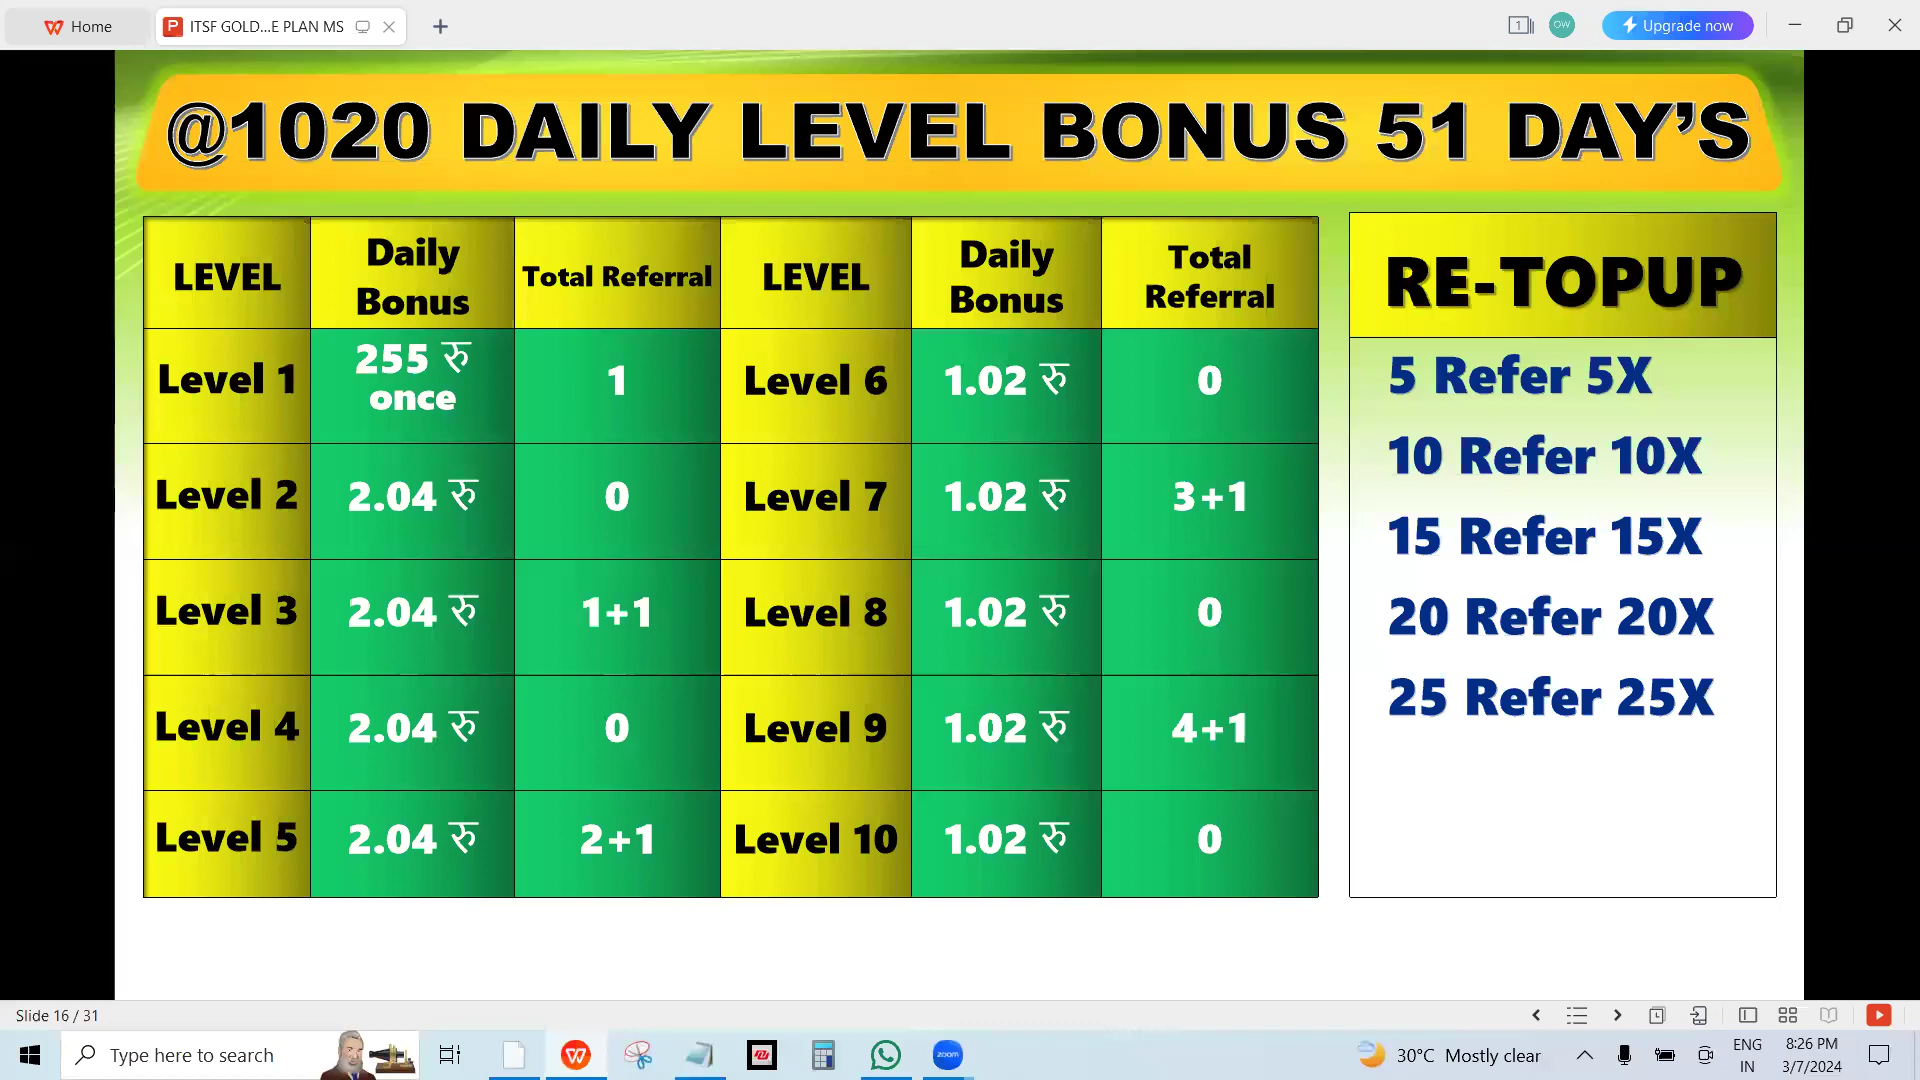 Home
ITSF GOLD...E PLAN MS
1
OW
Upgrade now
@1020 DAILY LEVEL BONUS 51 DAY’S
LEVEL Daily Bonus Total Referral LEVEL Daily Bonus Total Referral
Level 1 255 रु once 1 Level 6 1.02 रु 0
Level 2 2.04 रु 0 Level 7 1.02 रु 3+1
Level 3 2.04 रु 1+1 Level 8 1.02 रु 0
Level 4 2.04 रु 0 Level 9 1.02 रु 4+1
Level 5 2.04 रु 2+1 Level 10 1.02 रु 0
RE-TOPUP
5 Refer 5X
10 Refer 10X
15 Refer 15X
20 Refer 20X
25 Refer 25X
Slide 16 / 31
Type here to search
zoom
30°C Mostly clear
ENG
IN
8:26 PM
3/7/2024